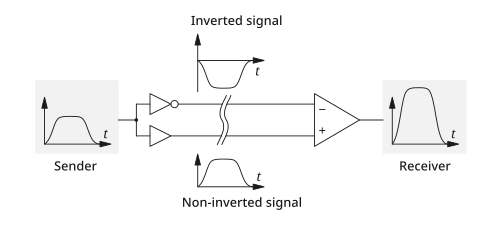 Inverted signal
t
−
t
+
t
Sender
t
Receiver
Non-inverted signal